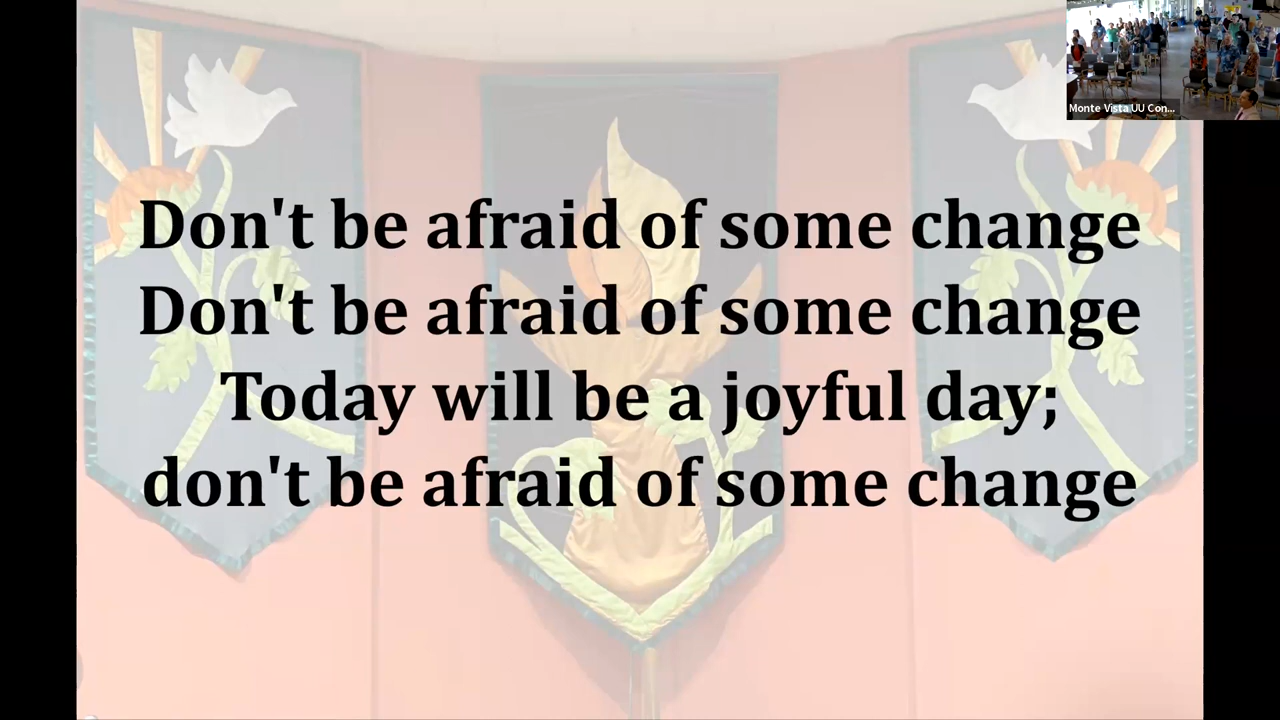 Don't be afraid of some change
Don't be afraid of some change
Today will be a joyful day;
don't be afraid of some change
Monte Vista UU Con...